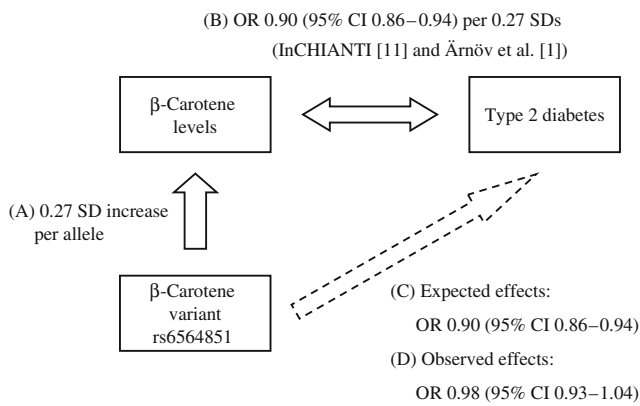 (B) OR 0.90 (95% CI 0.86–0.94) per 0.27 SDs
(InCHIANTI [11] and Ärnöv et al. [1])
β-Carotene
levels
Type 2 diabetes
(A) 0.27 SD increase
per allele
β-Carotene
variant
rs6564851
(C) Expected effects:
OR 0.90 (95% CI 0.86–0.94)
(D) Observed effects:
OR 0.98 (95% CI 0.93–1.04)